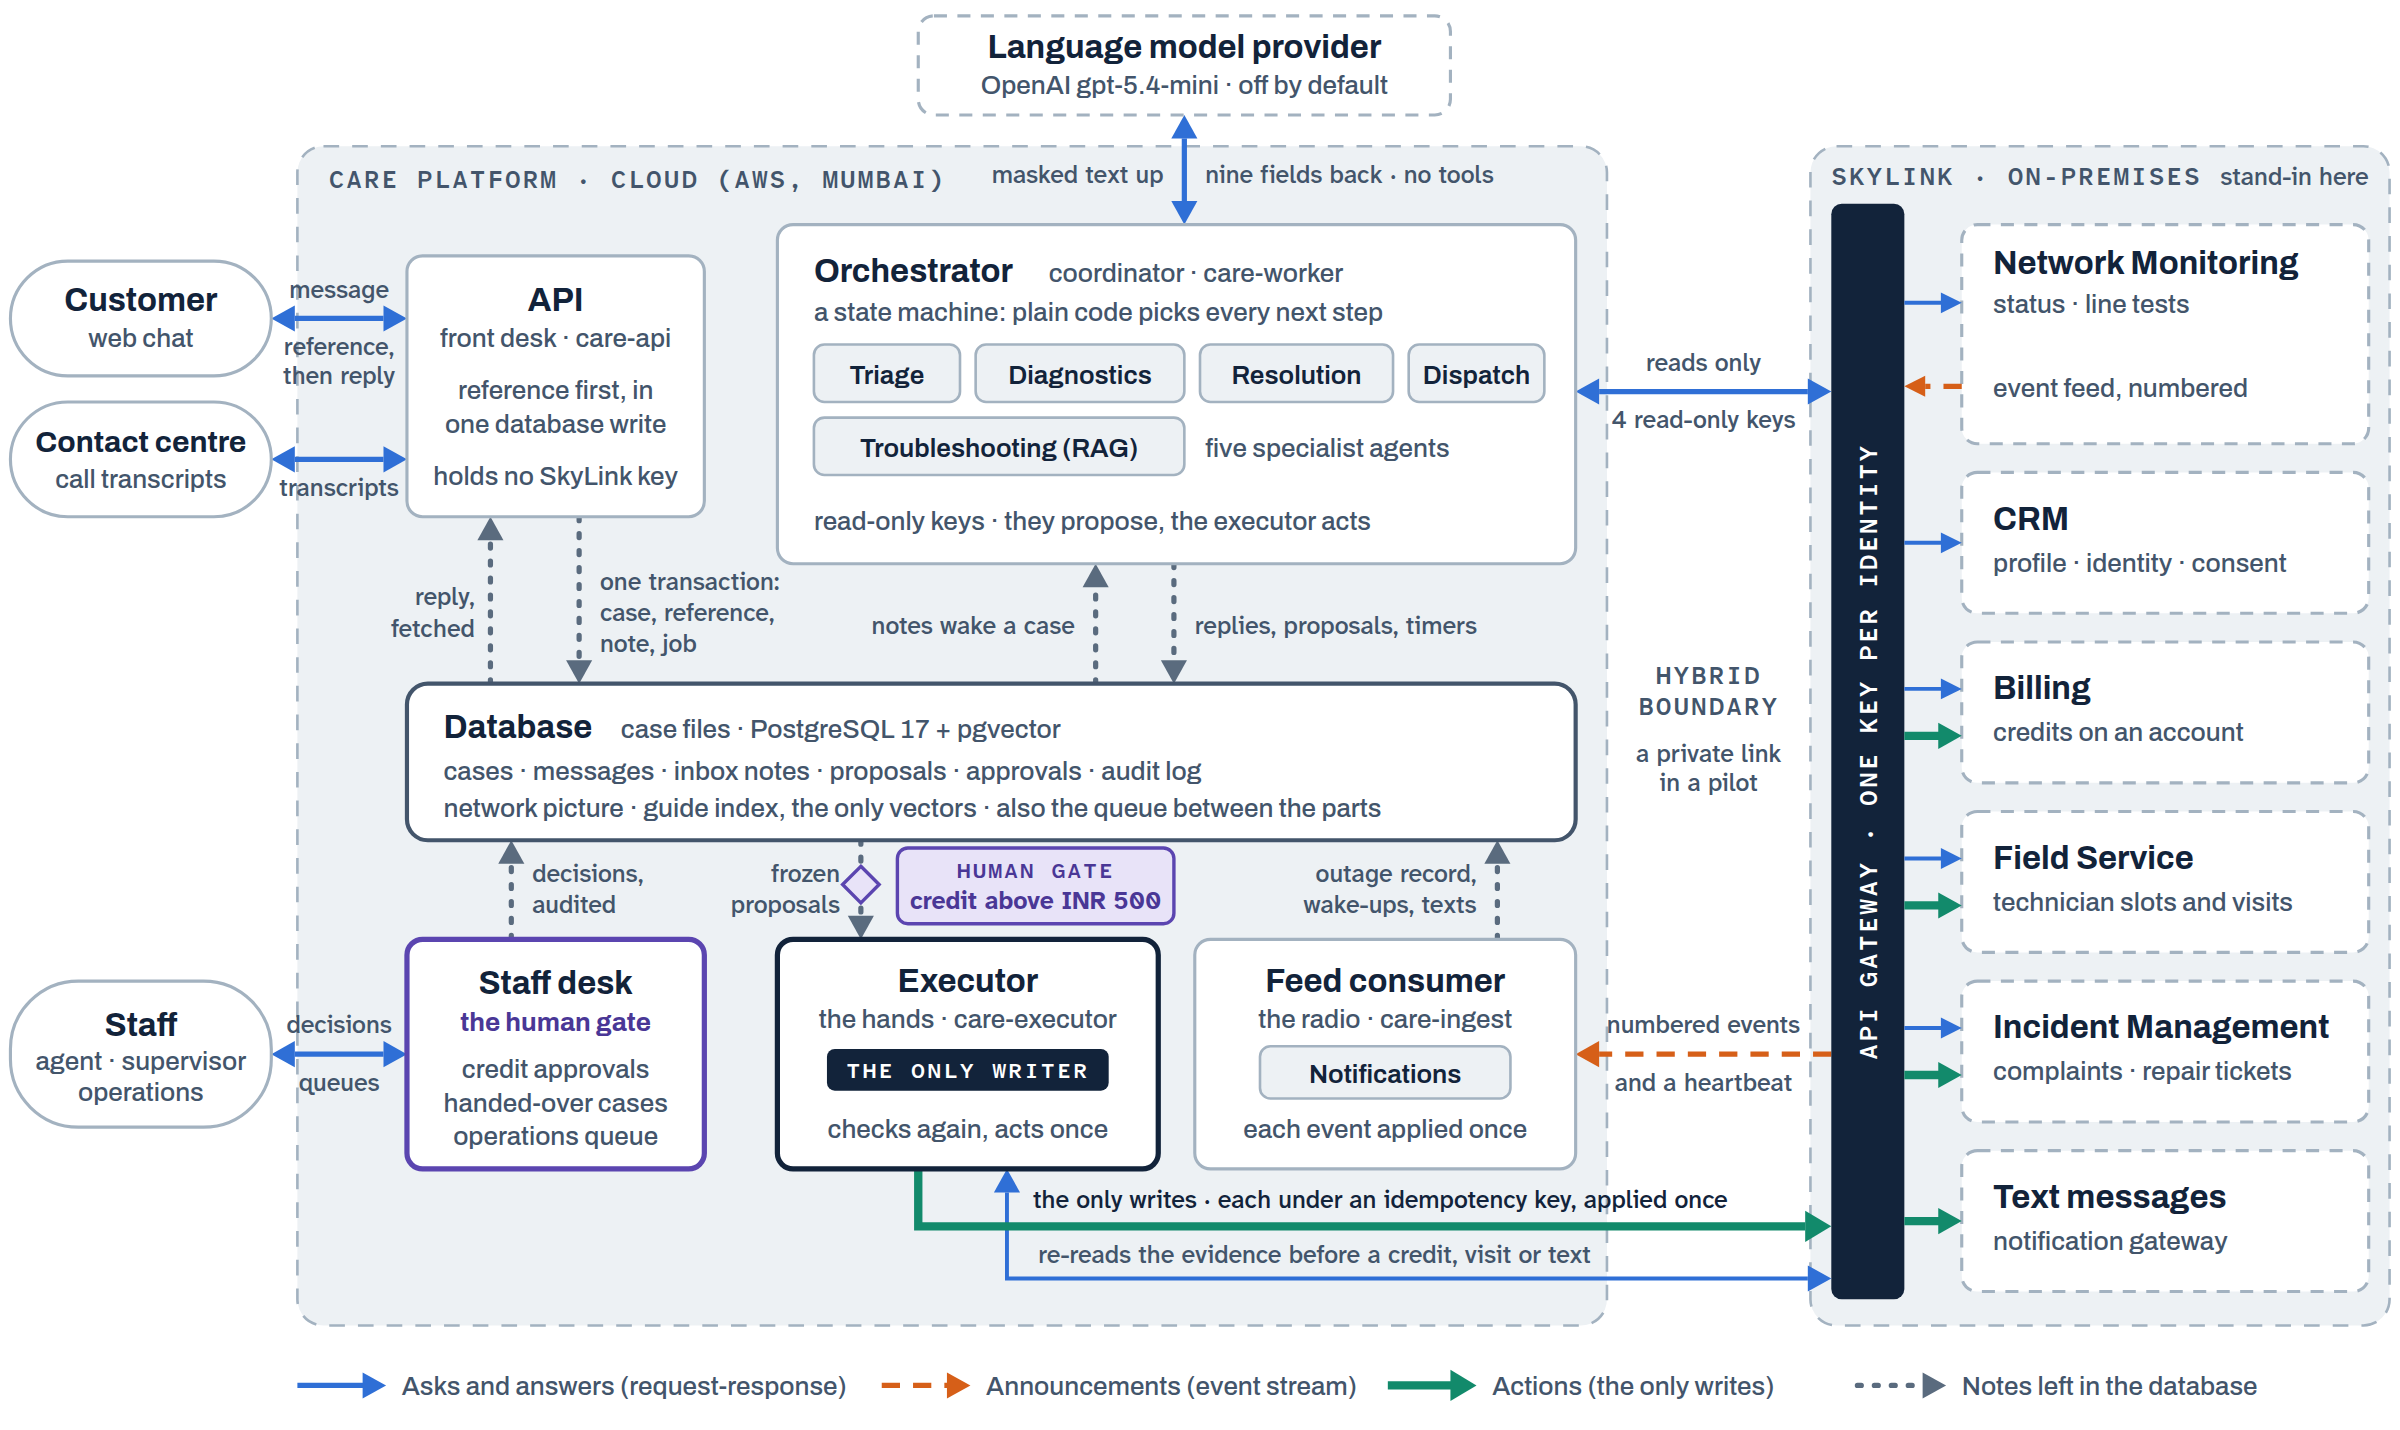 Language model provider
OpenAI gpt-5.4-mini · off by default
CARE PLATFORM · CLOUD (AWS, MUMBAI)
masked text up
nine fields back · no tools
SKYLINK · ON-PREMISES stand-in here
Customer
web chat
message
reference,
then reply
Contact centre
call transcripts
transcripts
API
front desk · care-api
reference first, in
one database write
holds no SkyLink key
Orchestrator coordinator · care-worker
a state machine: plain code picks every next step
Triage
Diagnostics
Resolution
Dispatch
Troubleshooting (RAG)
five specialist agents
read-only keys · they propose, the executor acts
reads only
4 read-only keys
API GATEWAY · ONE KEY PER IDENTITY
Network Monitoring
status · line tests
event feed, numbered
CRM
profile · identity · consent
Billing
credits on an account
Field Service
technician slots and visits
Incident Management
complaints · repair tickets
Text messages
notification gateway
reply,
fetched
one transaction:
case, reference,
note, job
notes wake a case
replies, proposals, timers
HYBRID
BOUNDARY
a private link
in a pilot
Database case files · PostgreSQL 17 + pgvector
cases · messages · inbox notes · proposals · approvals · audit log
network picture · guide index, the only vectors · also the queue between the parts
decisions,
audited
frozen
proposals
HUMAN GATE
credit above INR 500
outage record,
wake-ups, texts
Staff
agent · supervisor
operations
decisions
queues
Staff desk
the human gate
credit approvals
handed-over cases
operations queue
Executor
the hands · care-executor
THE ONLY WRITER
checks again, acts once
Feed consumer
the radio · care-ingest
Notifications
each event applied once
numbered events
and a heartbeat
the only writes · each under an idempotency key, applied once
re-reads the evidence before a credit, visit or text
Asks and answers (request-response)
Announcements (event stream)
Actions (the only writes)
Notes left in the database